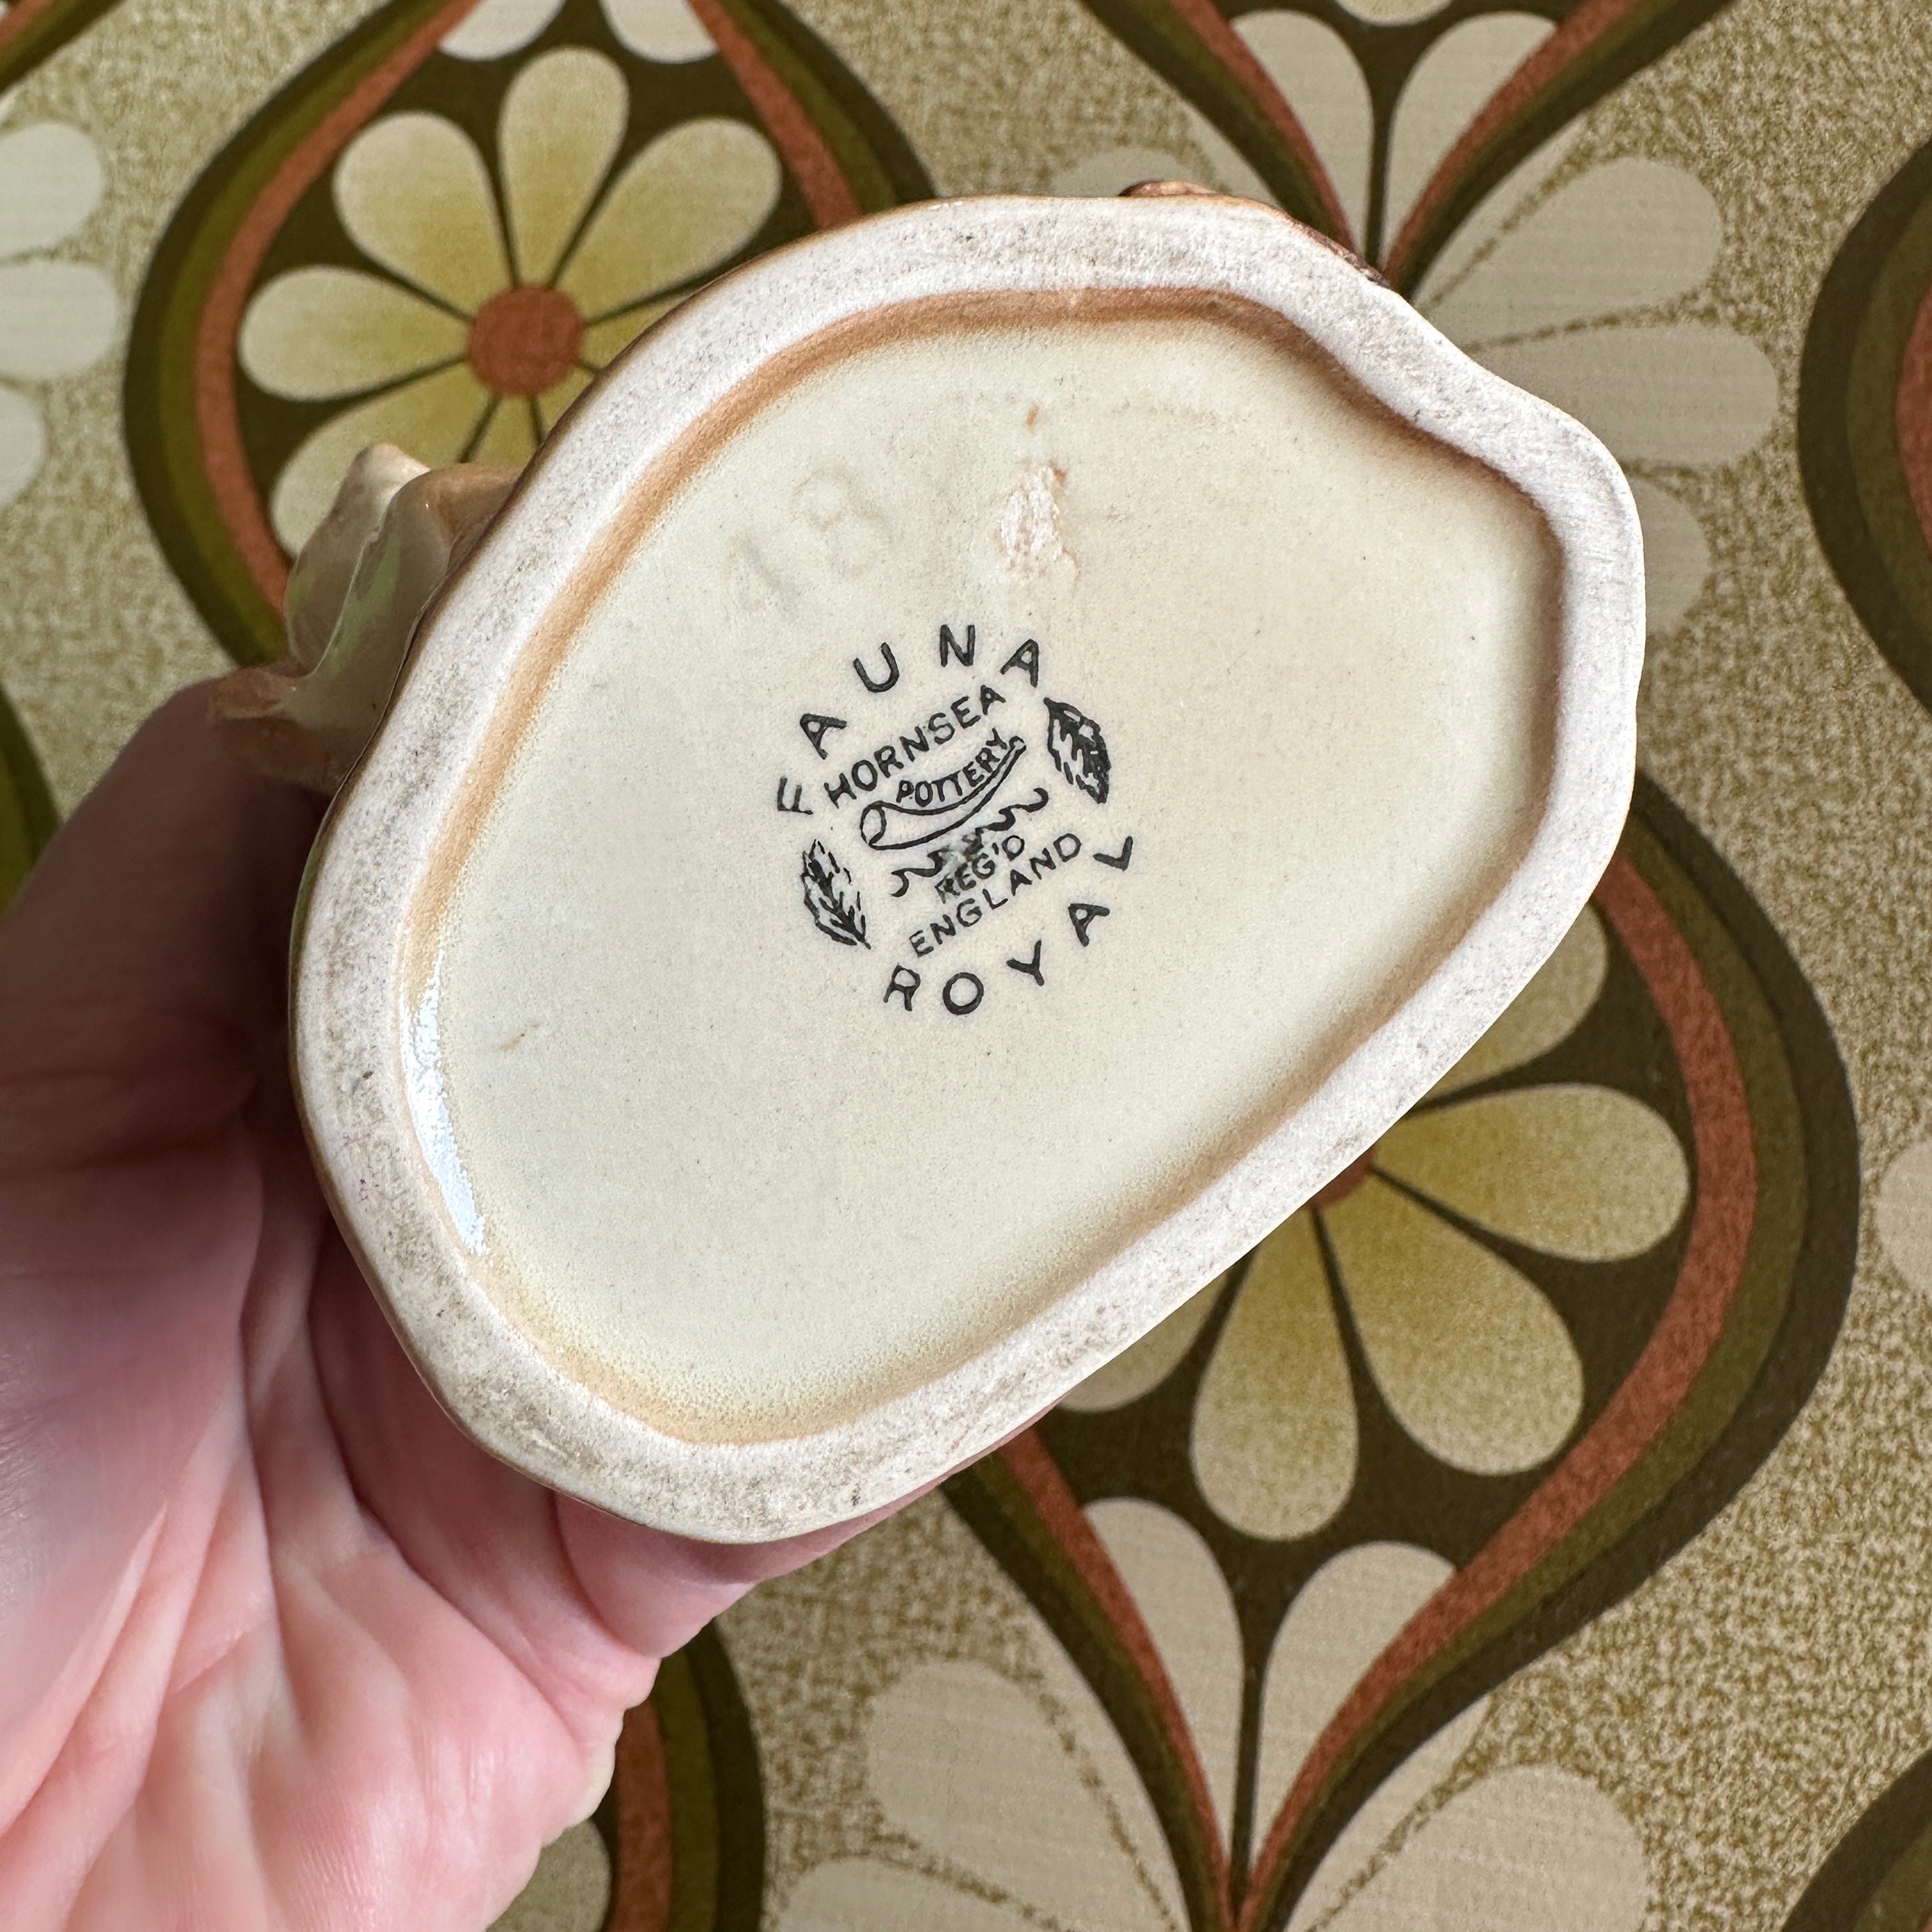 48
FAUNA
HORNSEA
POTTERY
REG'D
ENGLAND
ROYAL